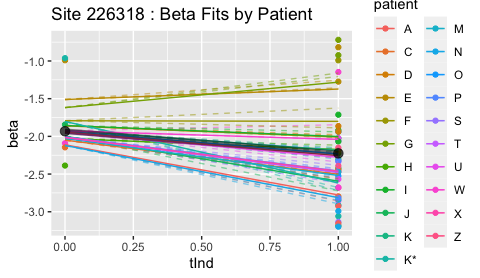 Site 226318 : Beta Fits by Patient
beta
-1.0
-1.5
-2.0
-2.5
-3.0
0.00
0.25
0.50
0.75
1.00
tInd
patient
A
C
D
E
F
G
H
I
J
K
K*
M
N
O
P
S
T
U
W
X
Z